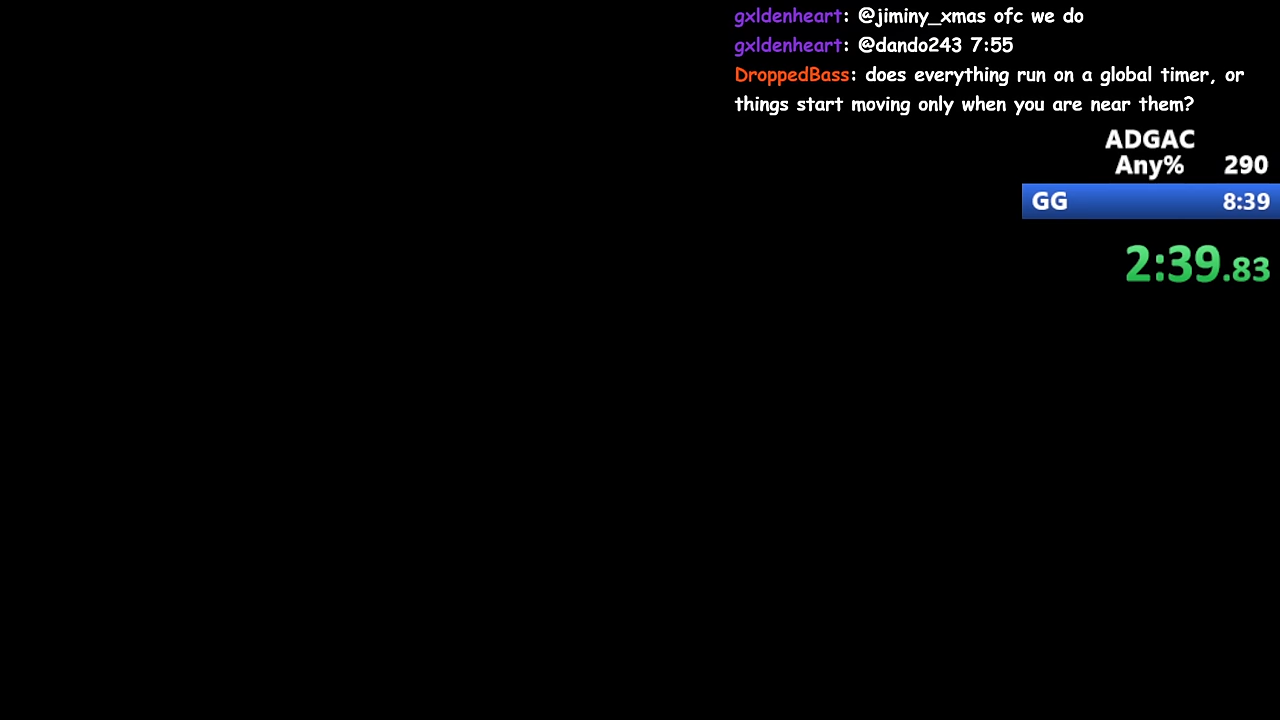 gxldenheart: @jiminy_xmas ofc we do
gxldenheart: @dando243 7:55
DroppedBass: does everything run on a global timer, or
things start moving only when you are near them?
ADGAC
Any% 290
GG 8:39
2:39.83